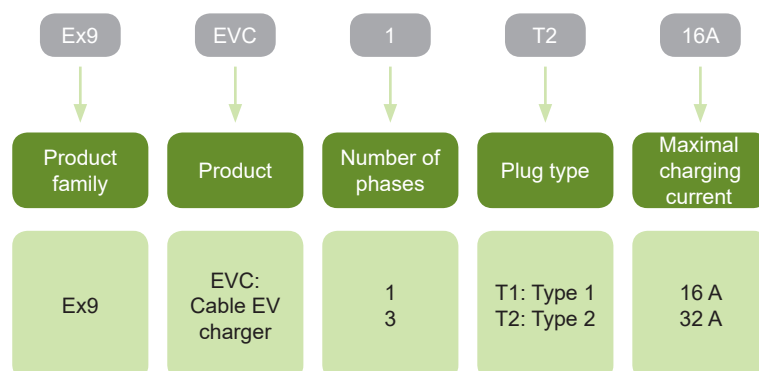 Ex9
EVC
1
T2
16A
Product
family
Product
Number of
phases
Plug type
Maximal
charging
current
Ex9
EVC:
Cable EV
charger
1
3
T1: Type 1
T2: Type 2
16 A
32 A